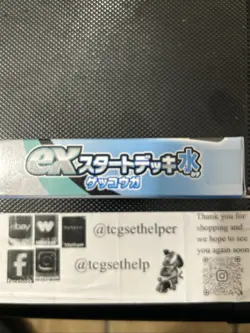 exスタートデッキ水
ゲッコウガ
Thank you for
shopping and
we hope to see
you again soon
ebay
@tcgsethelper
@tcgsethelp